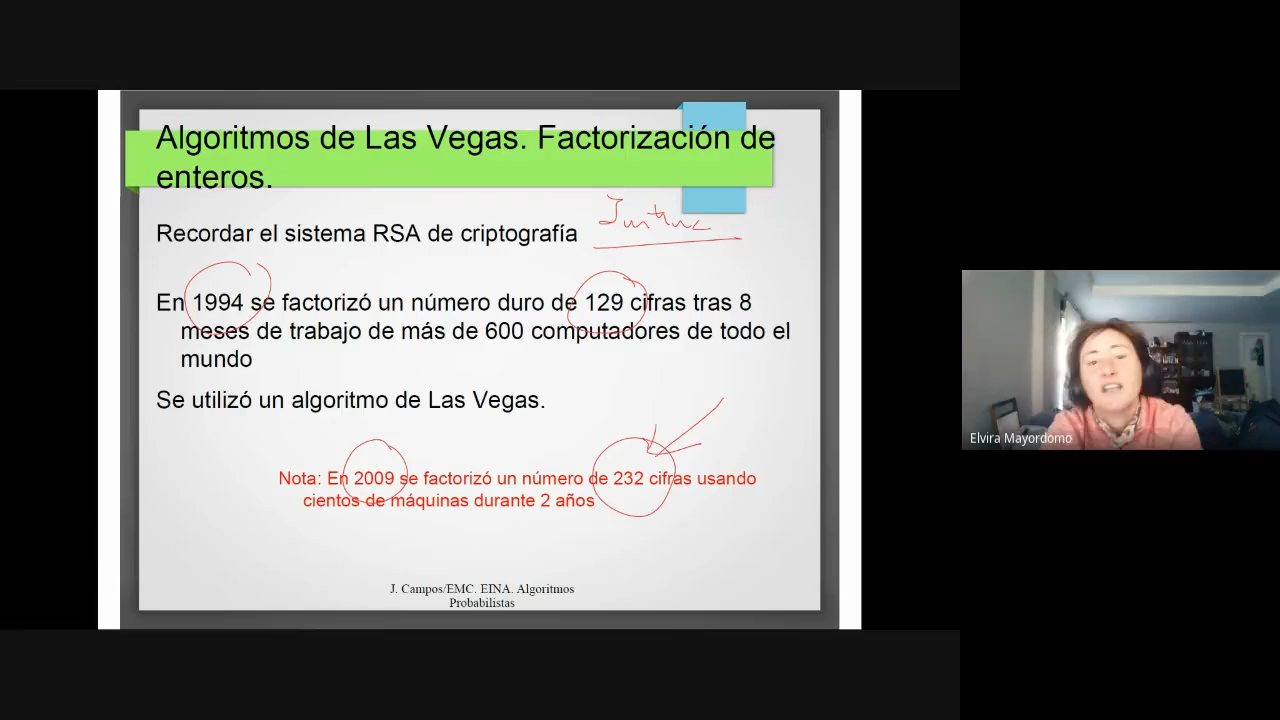 Algoritmos de Las Vegas. Factorización de
enteros.
Recordar el sistema RSA de criptografía
En 1994 se factorizó un número duro de 129 cifras tras 8
meses de trabajo de más de 600 computadores de todo el
mundo
Se utilizó un algoritmo de Las Vegas.
Nota: En 2009 se factorizó un número de 232 cifras usando
cientos de máquinas durante 2 años
J. Campos/EMC. EINA. Algoritmos
Probabilistas
Elvira Mayordomo